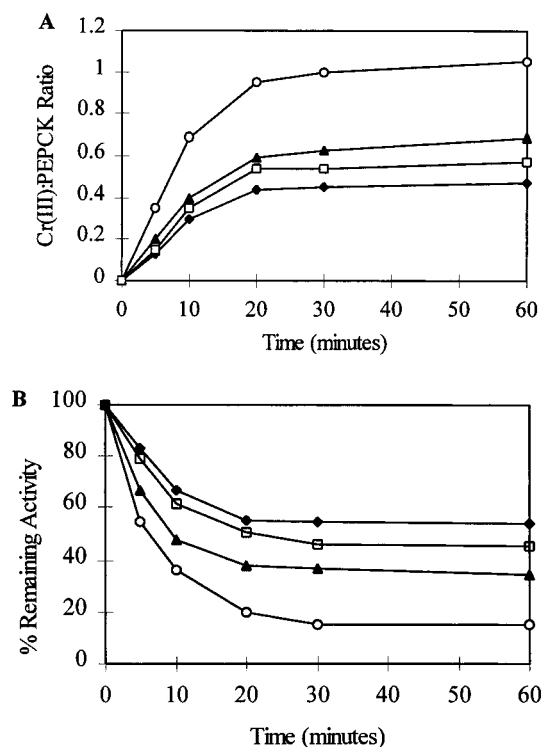 A
Cr(III):PEPCK Ratio
1.2
1
0.8
0.6
0.4
0.2
0
0 10 20 30 40 50 60
Time (minutes)
B
% Remaining Activity
100
80
60
40
20
0
0 10 20 30 40 50 60
Time (minutes)